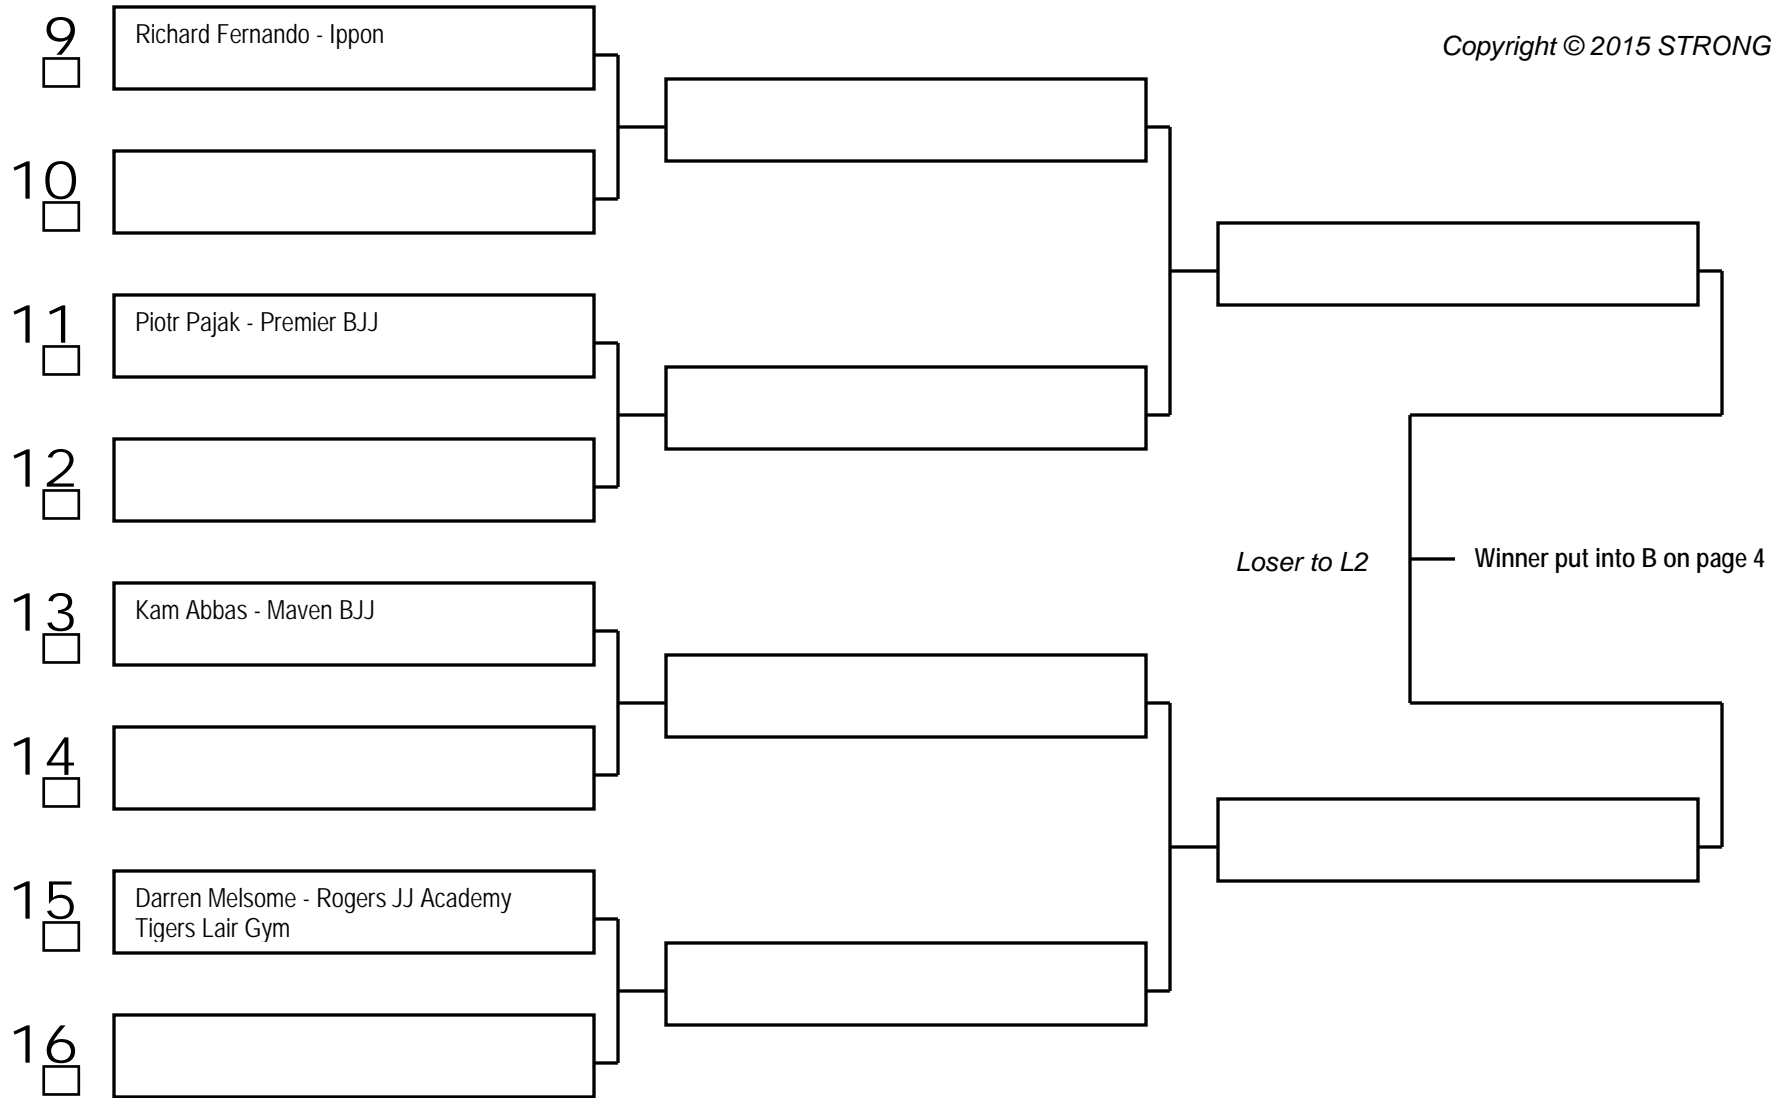 9
Richard Fernando - Ippon
Copyright © 2015 STRONG
10
11
Piotr Pajak - Premier BJJ
12
Loser to L2
Winner put into B on page 4
13
Kam Abbas - Maven BJJ
14
15
Darren Melsome - Rogers JJ Academy
Tigers Lair Gym
16